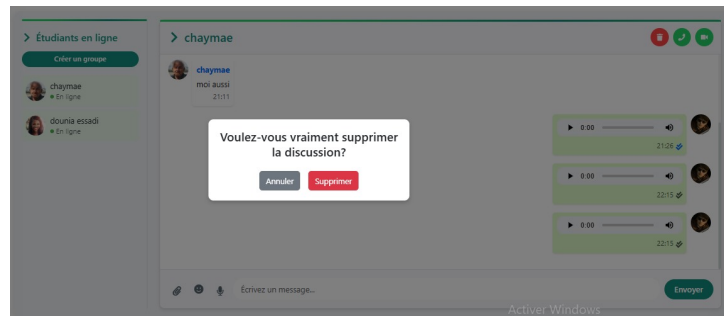 Étudiants en ligne
Créer un groupe
chaymae
En ligne
dounia essadi
En ligne
chaymae
chaymae
moi aussi
21:11
Voulez-vous vraiment supprimer
la discussion?
Annuler
Supprimer
0:00
21:26
0:00
22:15
0:00
22:15
Écrivez un message...
Envoyer
Activer Windows